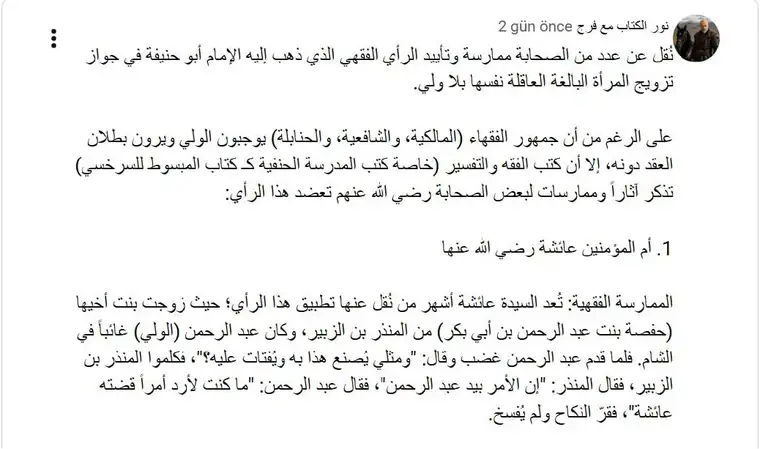 نور الكتاب مع فرج 2 gün önce
نُقل عن عدد من الصحابة ممارسة وتأييد الرأي الفقهي الذي ذهب إليه الإمام أبو حنيفة في جواز
تزويج المرأة البالغة العاقلة نفسها بلا ولي.
على الرغم من أن جمهور الفقهاء (المالكية، والشافعية، والحنابلة) يوجبون الولي ويرون بطلان
العقد دونه، إلا أن كتب الفقه والتفسير (خاصة كتب المدرسة الحنفية كـ كتاب المبسوط للسرخسي)
تذكر آثاراً وممارسات لبعض الصحابة رضي الله عنهم تعضد هذا الرأي:
1. أم المؤمنين عائشة رضي الله عنها
الممارسة الفقهية: تُعد السيدة عائشة أشهر من نُقل عنها تطبيق هذا الرأي؛ حيث زوجت بنت أخيها
(حفصة بنت عبد الرحمن بن أبي بكر) من المنذر بن الزبير، وكان عبد الرحمن (الولي) غائباً في
الشام. فلما قدم عبد الرحمن غضب وقال: "ومثلي يُصنع هذا به ويُفتات عليه؟"، فكلموا المنذر بن
الزبير، فقال المنذر: "إن الأمر بيد عبد الرحمن"، فقال عبد الرحمن: "ما كنت لأرد أمراً قضته
عائشة"، فقرّ النكاح ولم يُفسخ.